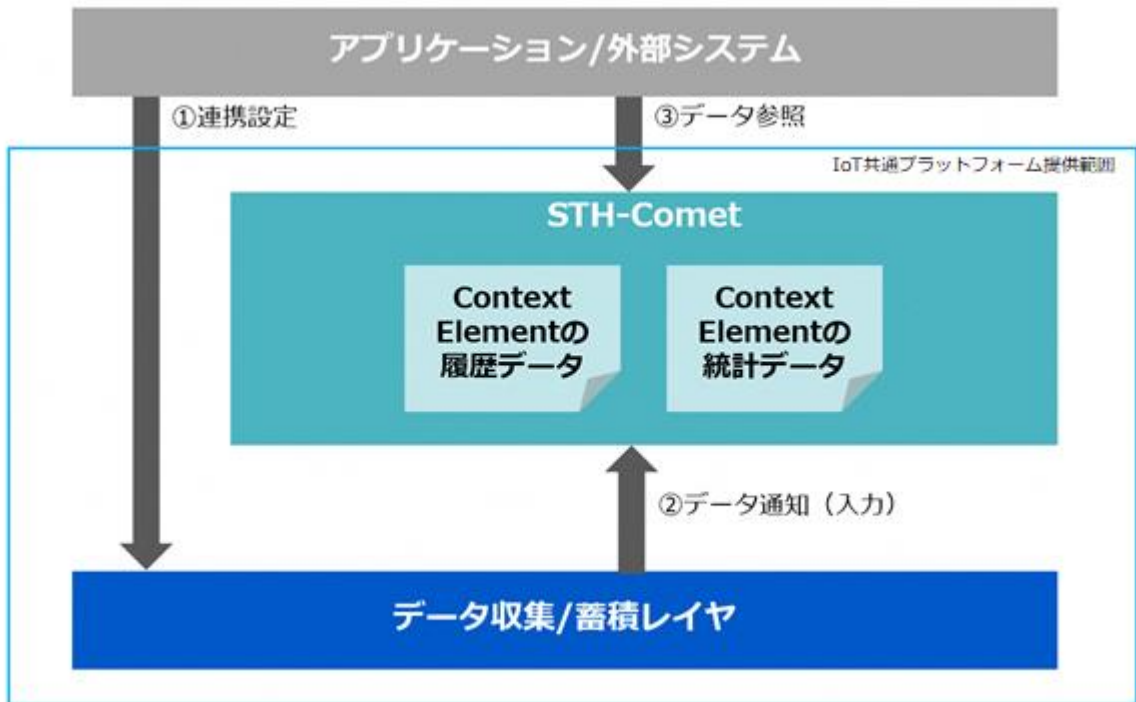 アプリケーション/外部システム
①連携設定
③データ参照
IoT共通プラットフォーム提供範囲
STH-Comet
Context
Elementの
履歴データ
Context
Elementの
統計データ
②データ通知（入力）
データ収集/蓄積レイヤ